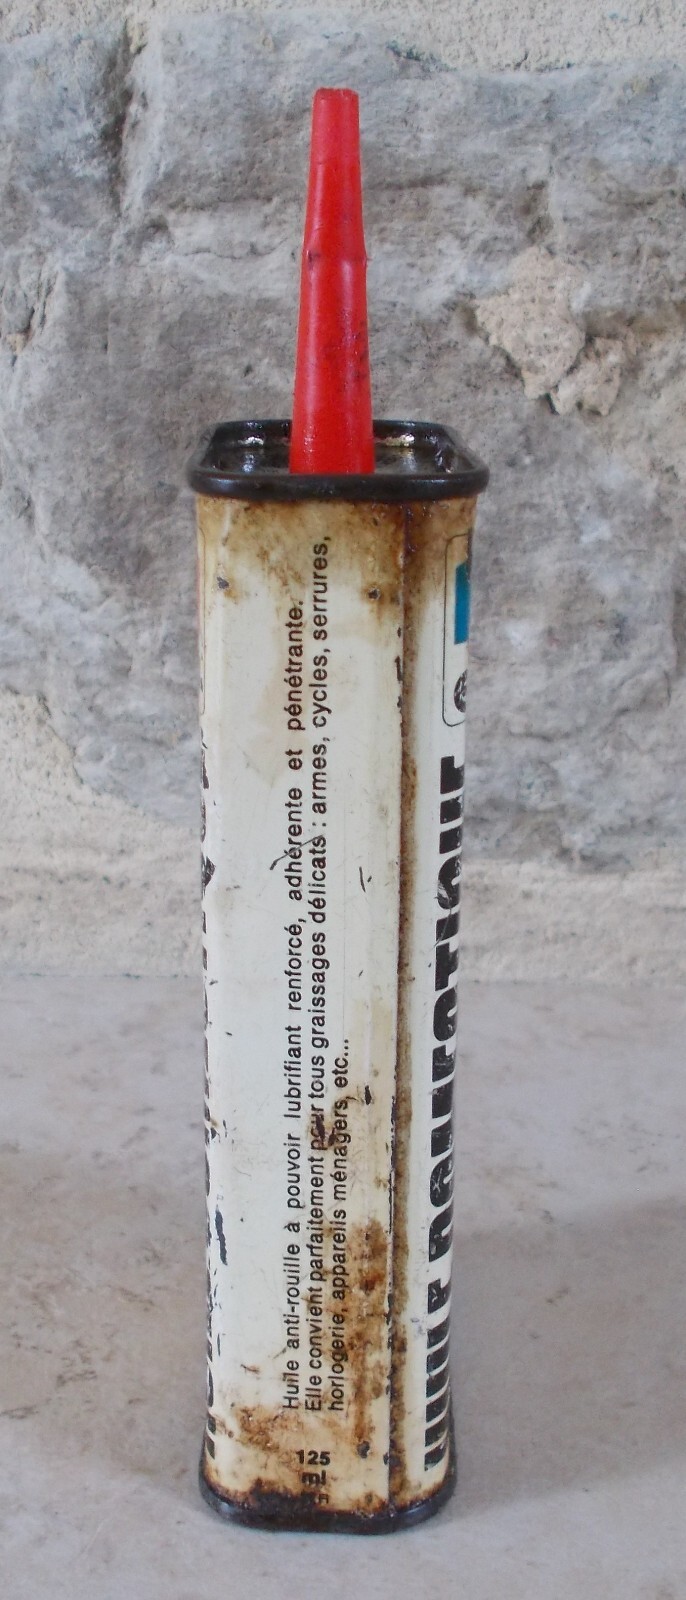 Huile anti-rouille à pouvoir lubrifiant renforcé, adhérente et pénétrante.
Elle convient parfaitement pour tous graissages délicats : armes, cycles, serrures,
horlogerie, appareils ménagers, etc...
125
HUILE DOMESTIQUE